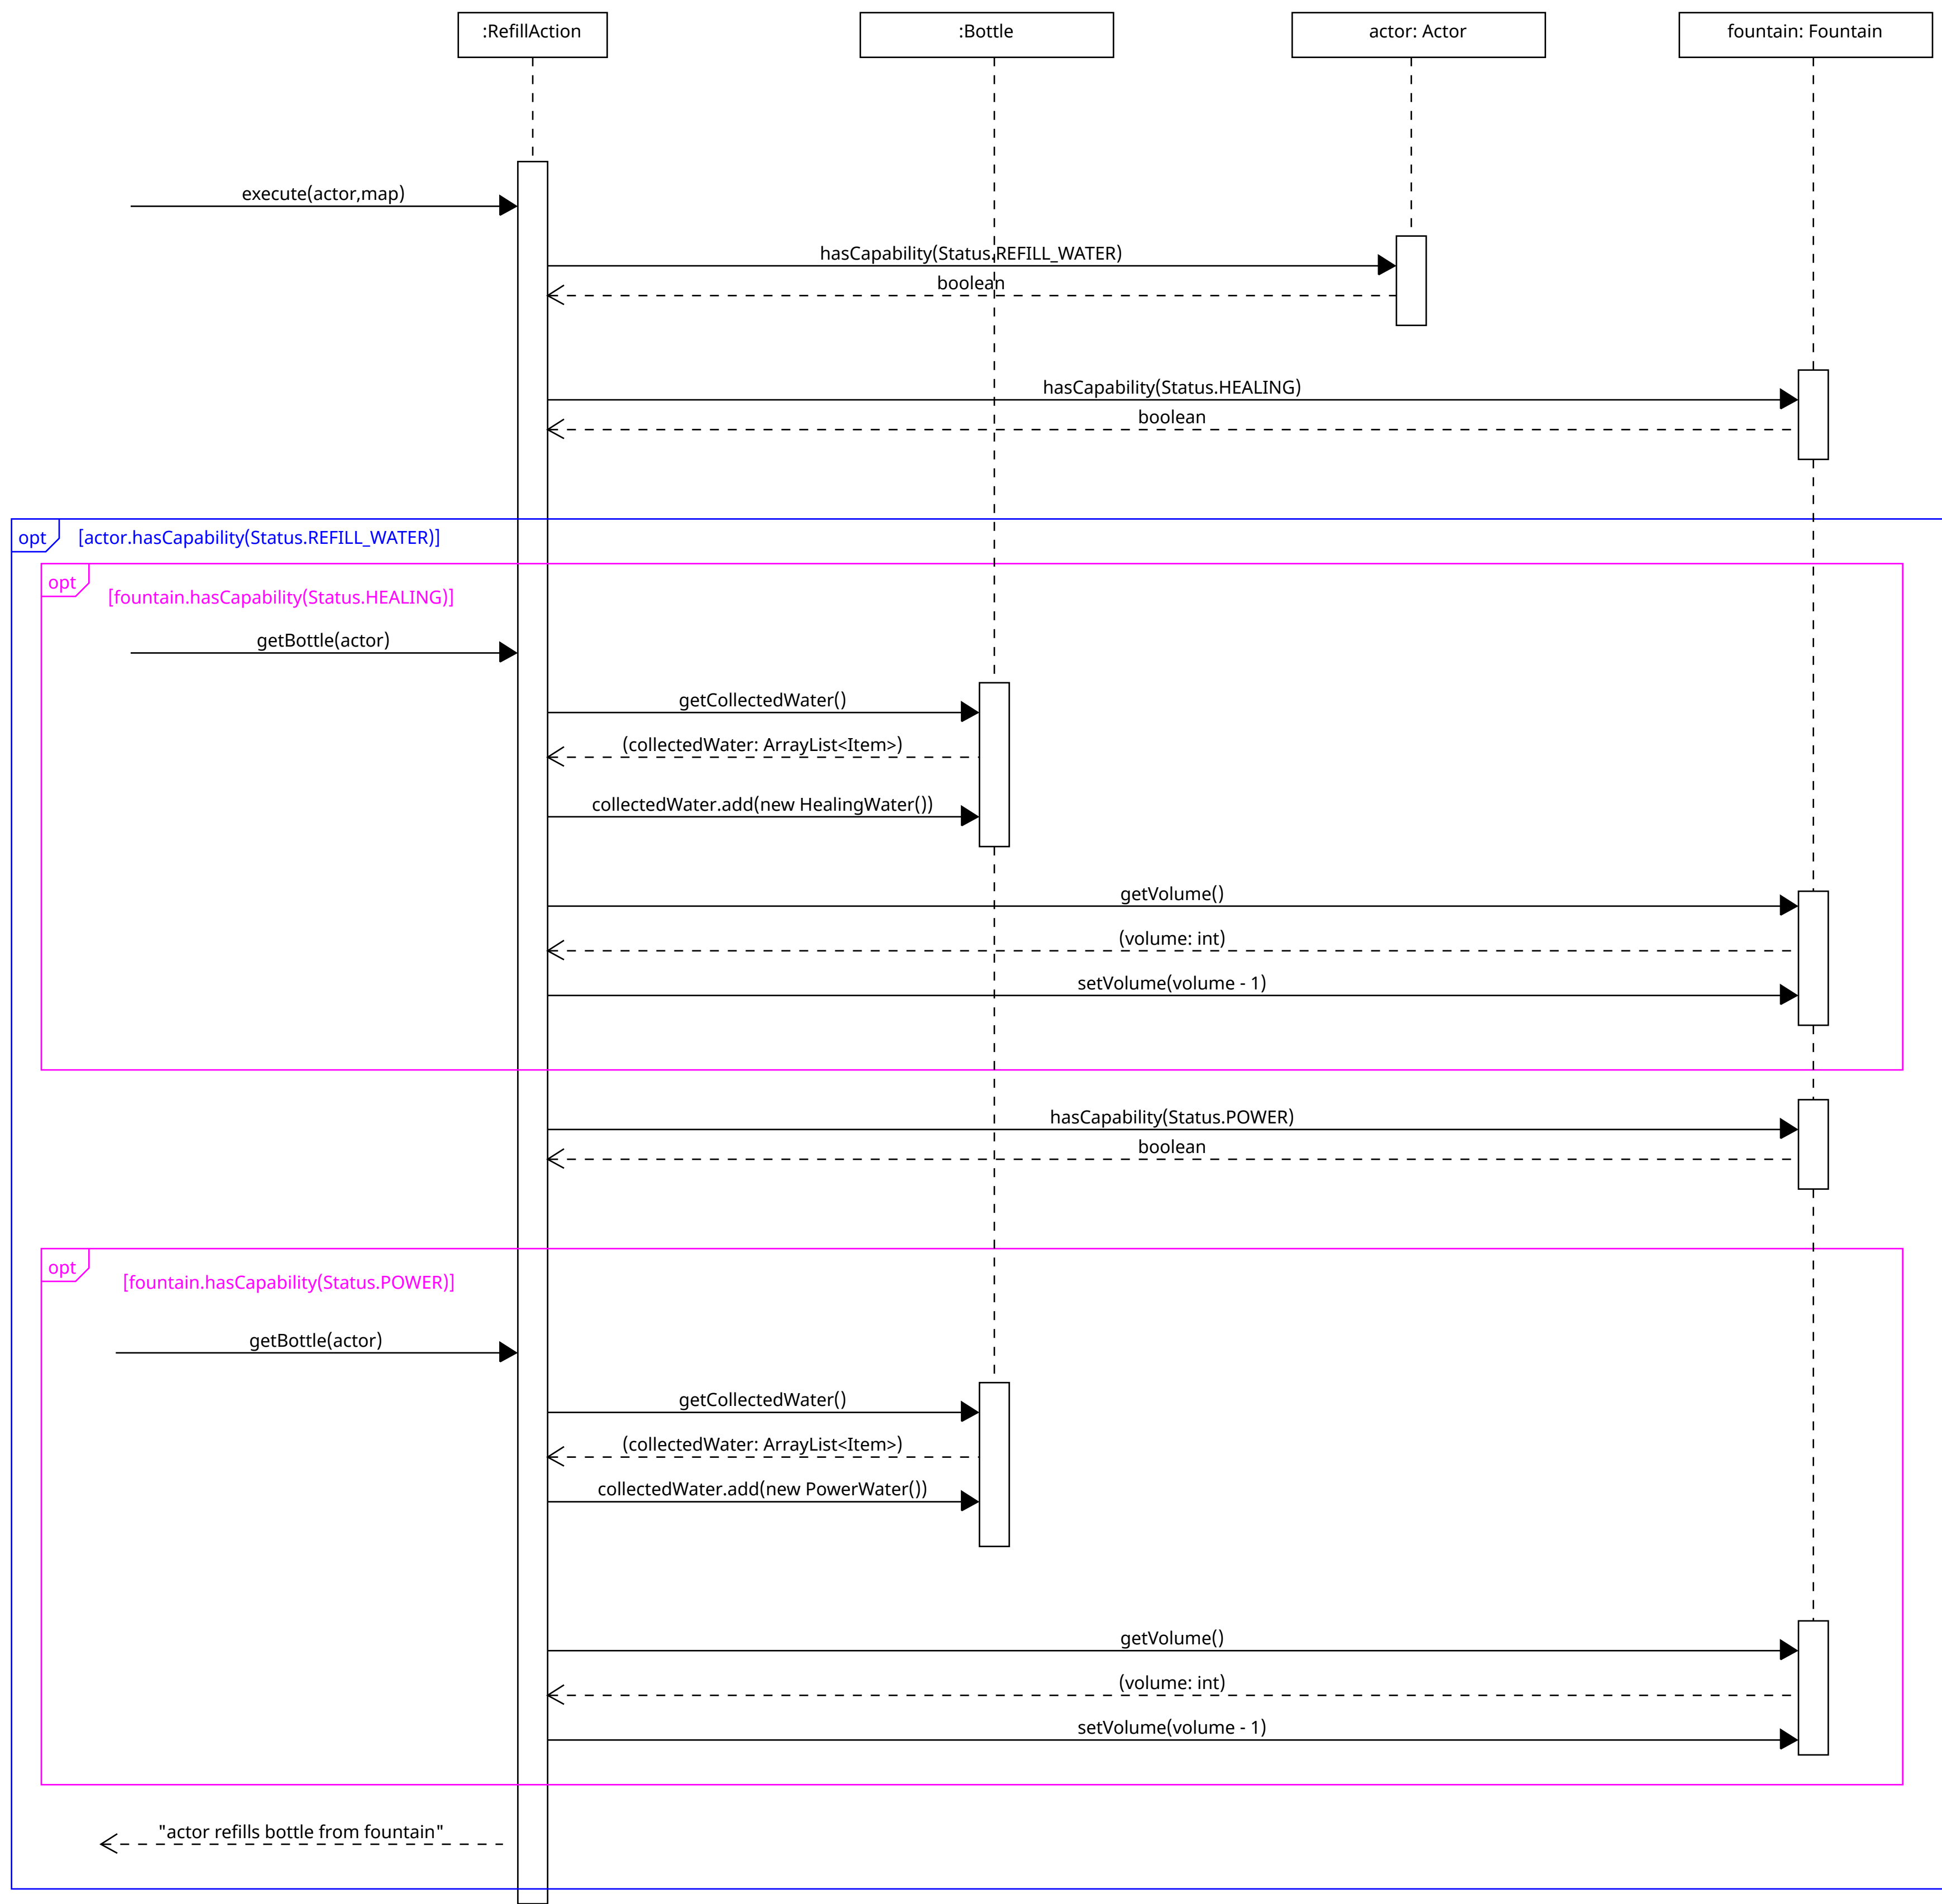 :RefillAction
:Bottle
actor: Actor
fountain: Fountain
execute(actor,map)
hasCapability(Status.REFILL_WATER)
boolean
hasCapability(Status.HEALING)
boolean
opt
[actor.hasCapability(Status.REFILL_WATER)]
opt
[fountain.hasCapability(Status.HEALING)]
getBottle(actor)
getCollectedWater()
(collectedWater: ArrayList<Item>)
collectedWater.add(new HealingWater())
getVolume()
(volume: int)
setVolume(volume - 1)
hasCapability(Status.POWER)
boolean
opt
[fountain.hasCapability(Status.POWER)]
getBottle(actor)
getCollectedWater()
(collectedWater: ArrayList<Item>)
collectedWater.add(new PowerWater())
getVolume()
(volume: int)
setVolume(volume - 1)
"actor refills bottle from fountain"